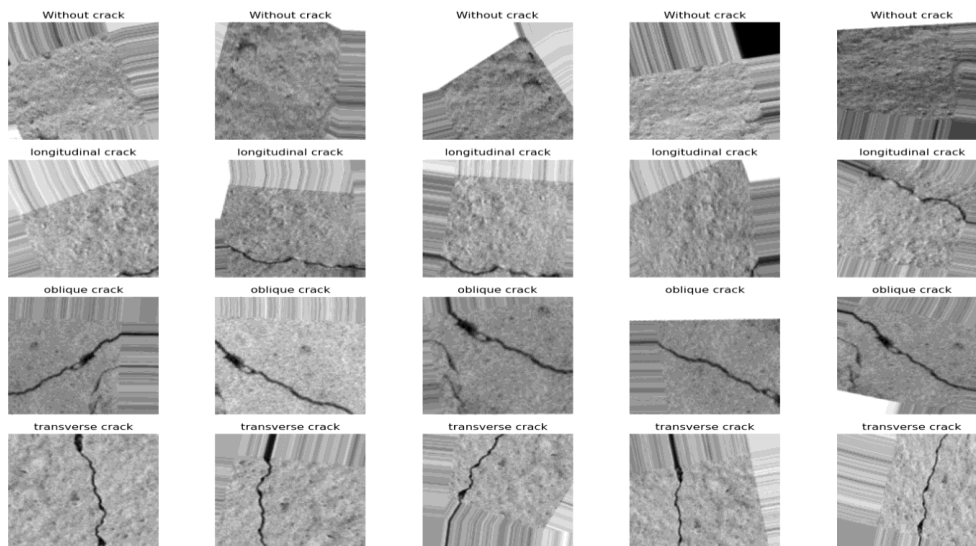 Without crack Without crack Without crack Without crack Without crack
longitudinal crack longitudinal crack longitudinal crack longitudinal crack longitudinal crack
oblique crack oblique crack oblique crack oblique crack oblique crack
transverse crack transverse crack transverse crack transverse crack transverse crack